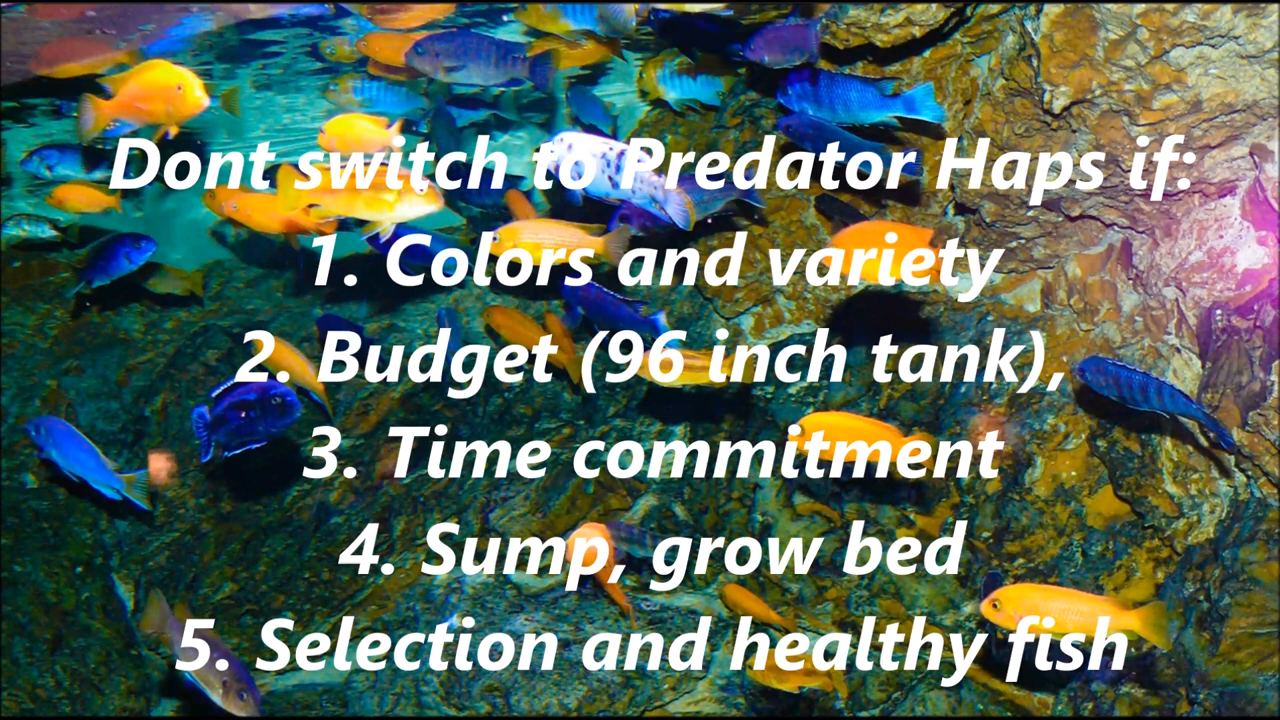 Dont switch to Predator Haps if:
1. Colors and variety
2. Budget (96 inch tank),
3. Time commitment
4. Sump, grow bed
5. Selection and healthy fish